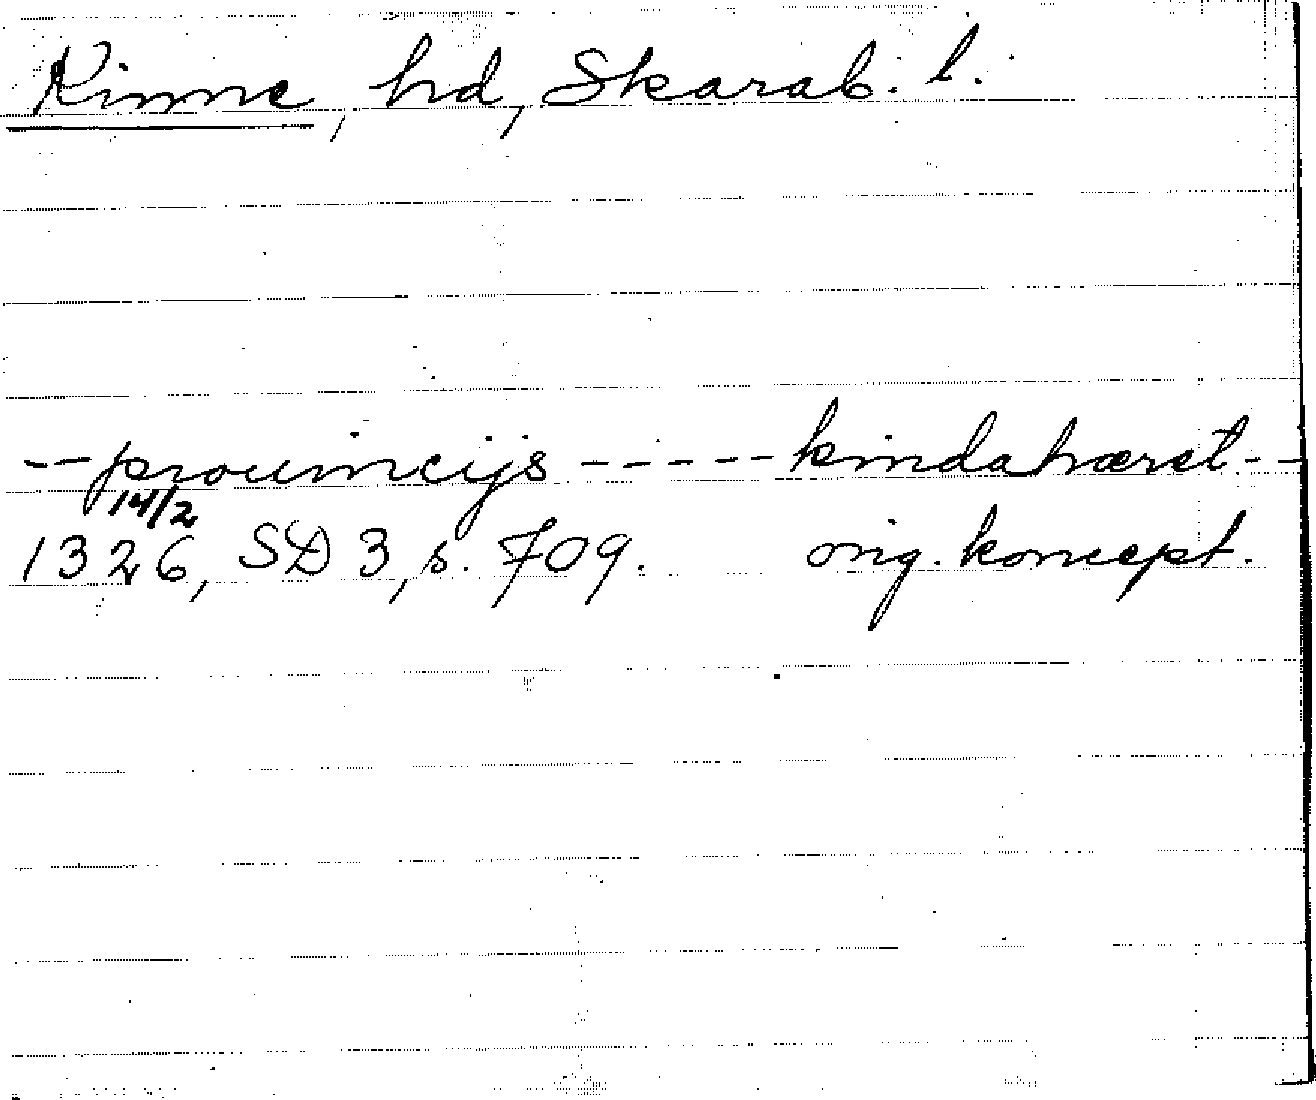 Kinne, hd, Skarab. l.
-- prouincijs ----- kindahæret --
14/2
1326, SD 3, s. 709. orig. koncept.